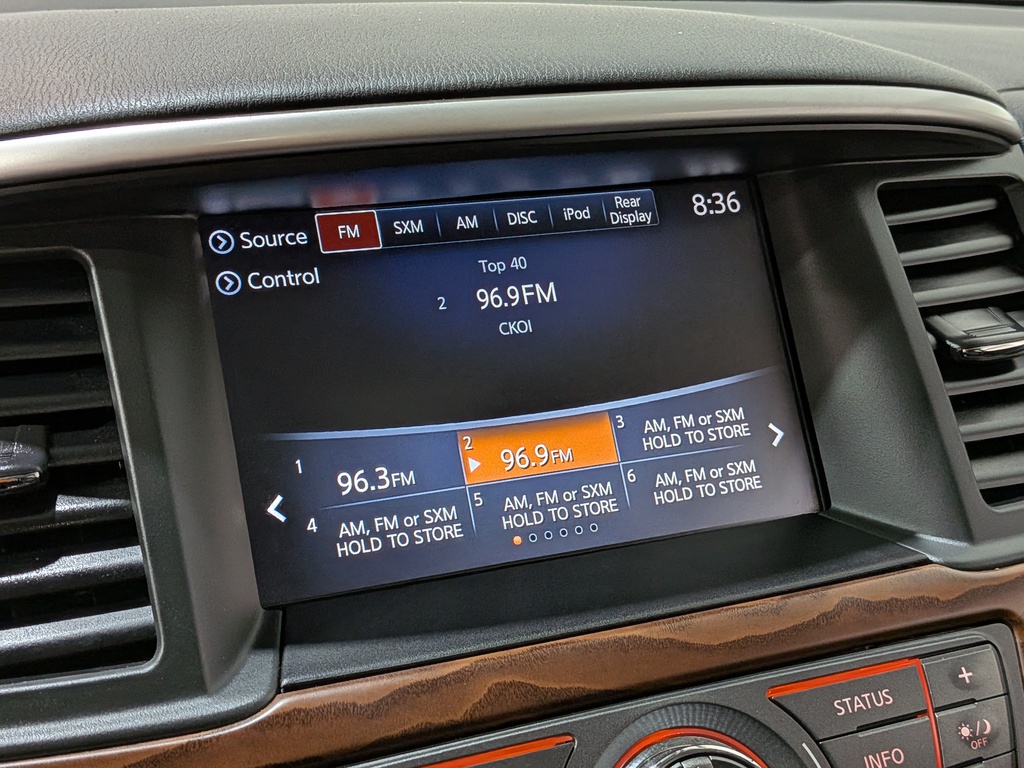 Source FM SXM AM DISC iPod Rear Display 8:36
Control
Top 40
2 96.9FM
CKOI
1 96.3FM
2 96.9FM
3 AM, FM or SXM
HOLD TO STORE
4 AM, FM or SXM
HOLD TO STORE
5 AM, FM or SXM
HOLD TO STORE
6 AM, FM or SXM
HOLD TO STORE
STATUS +
INFO OFF